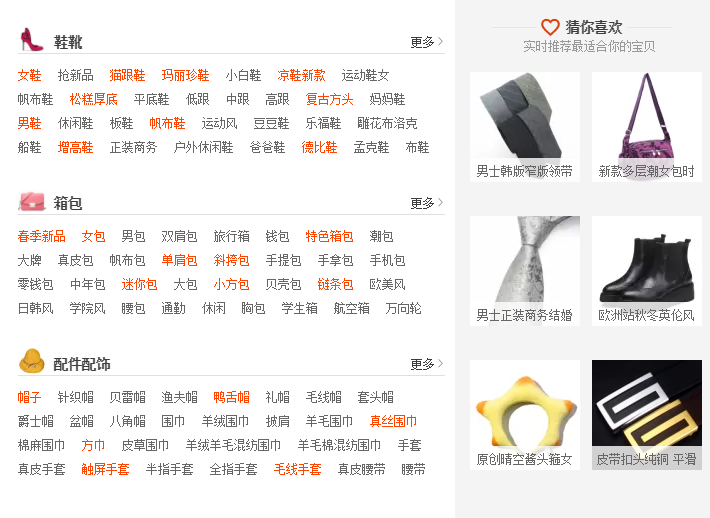 鞋靴 更多
女鞋 抢新品 猫跟鞋 玛丽珍鞋 小白鞋 凉鞋新款 运动鞋女
帆布鞋 松糕厚底 平底鞋 低跟 中跟 高跟 复古方头 妈妈鞋
男鞋 休闲鞋 板鞋 帆布鞋 运动风 豆豆鞋 乐福鞋 雕花布洛克
船鞋 增高鞋 正装商务 户外休闲鞋 爸爸鞋 德比鞋 孟克鞋 布鞋
箱包 更多
春季新品 女包 男包 双肩包 旅行箱 钱包 特色箱包 潮包
大牌 真皮包 帆布包 单肩包 斜挎包 手提包 手拿包 手机包
零钱包 中年包 迷你包 大包 小方包 贝壳包 链条包 欧美风
日韩风 学院风 腰包 通勤 休闲 胸包 学生箱 航空箱 万向轮
配件配饰 更多
帽子 针织帽 贝雷帽 渔夫帽 鸭舌帽 礼帽 毛线帽 套头帽
爵士帽 盆帽 八角帽 围巾 羊绒围巾 披肩 羊毛围巾 真丝围巾
棉麻围巾 方巾 皮草围巾 羊绒羊毛混纺围巾 羊毛棉混纺围巾 手套
真皮手套 触屏手套 半指手套 全指手套 毛线手套 真皮腰带 腰带
猜你喜欢
实时推荐最适合你的宝贝
男士韩版窄版领带 新款多层潮女包时
男士正装商务结婚 欧洲站秋冬英伦风
原创晴空酱头箍女 皮带扣头纯铜 平滑